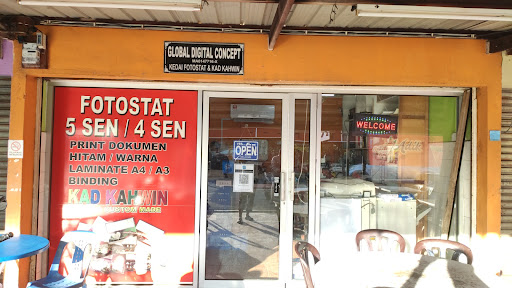 GLOBAL DIGITAL CONCEPT
KEDAI FOTOSTAT & KAD KAHWIN
FOTOSTAT
5 SEN / 4 SEN
PRINT DOKUMEN
HITAM / WARNA
LAMINATE A4 / A3
BINDING
KAD KAHWIN
OPEN
WELCOME